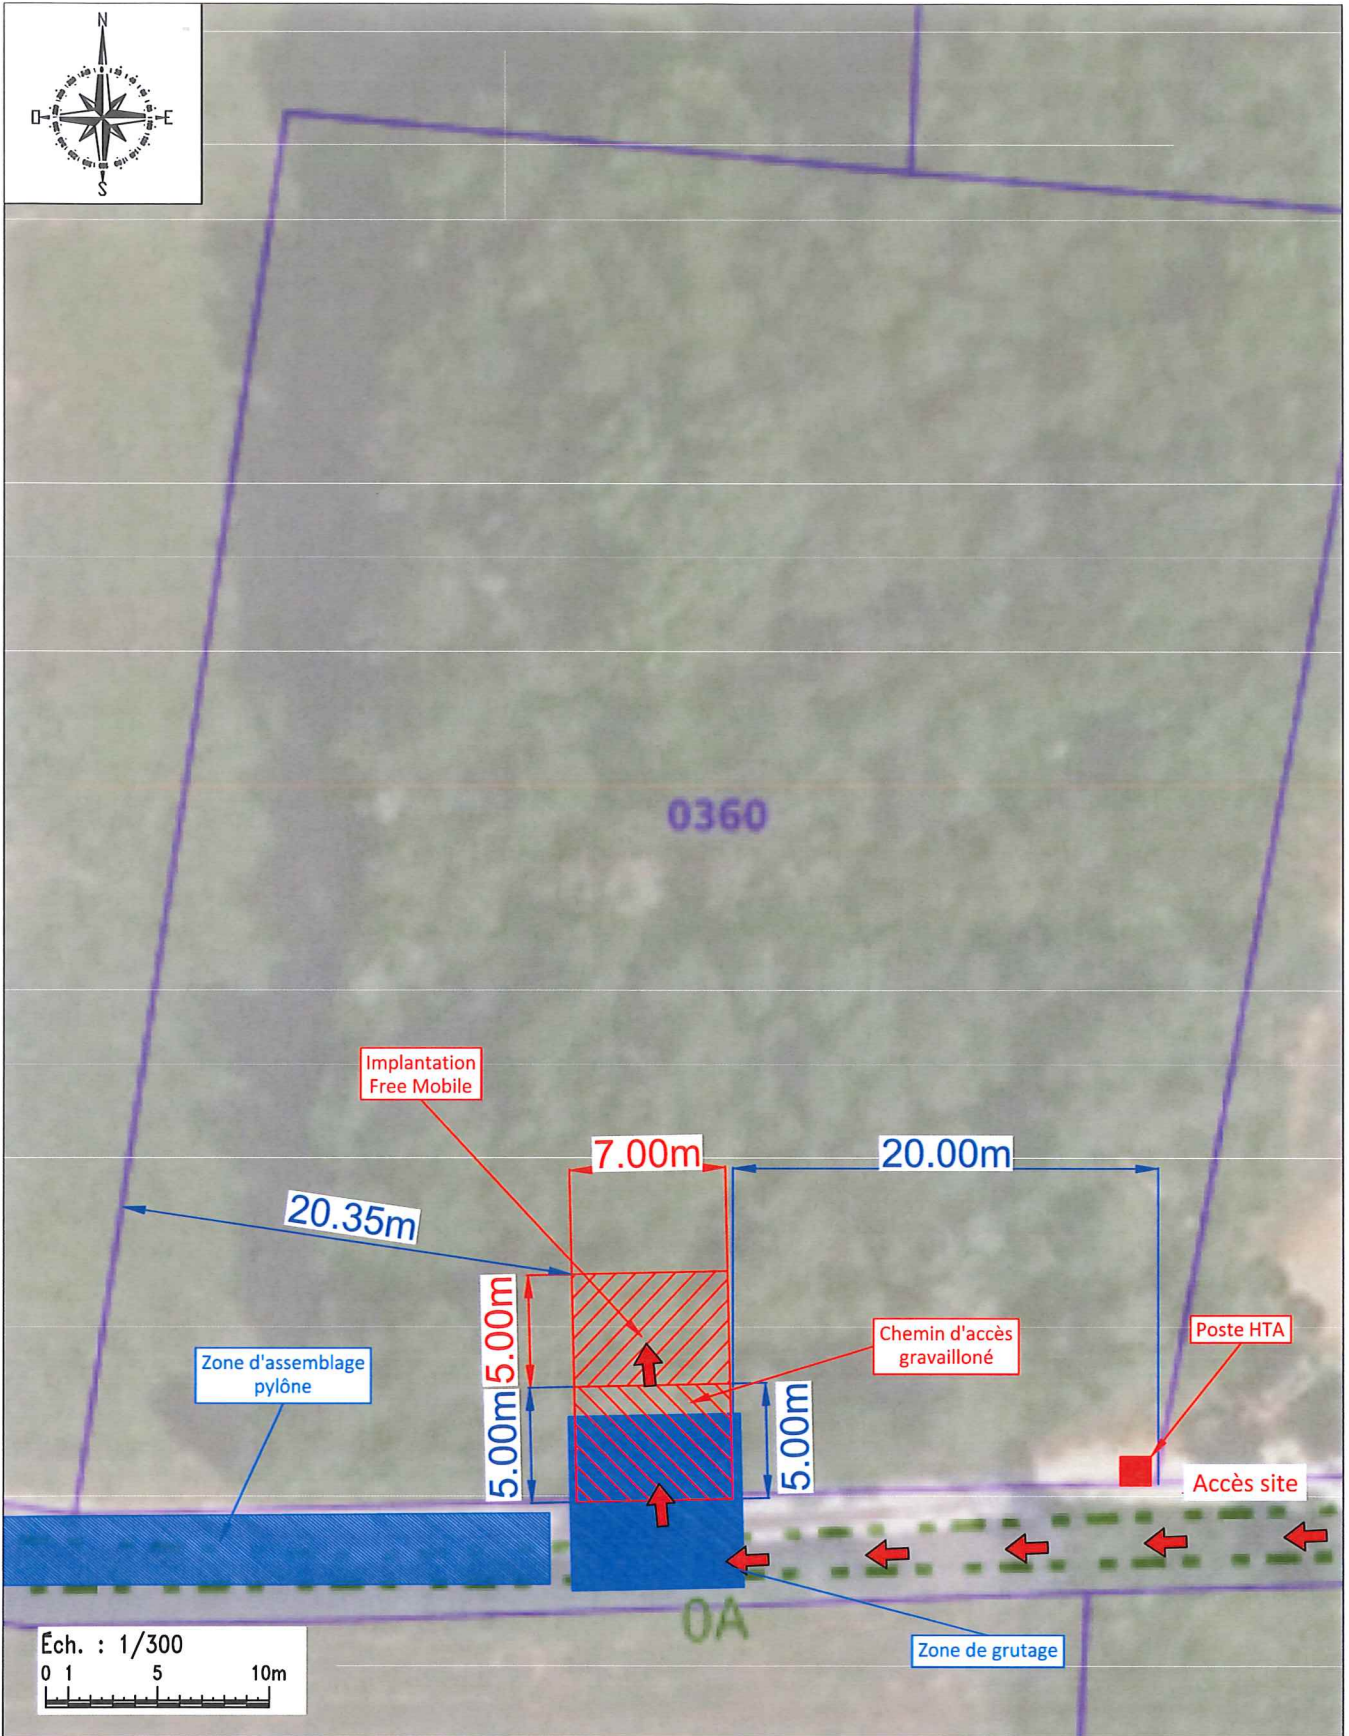 N
O
E
S
0360
Implantation
Free Mobile
7.00m
20.00m
20.35m
5.00m
Chemin d'accès
gravailloné
Poste HTA
Zone d'assemblage
pylône
5.00m
5.00m
Accès site
0A
Zone de grutage
Éch. : 1/300
0 1 5 10m